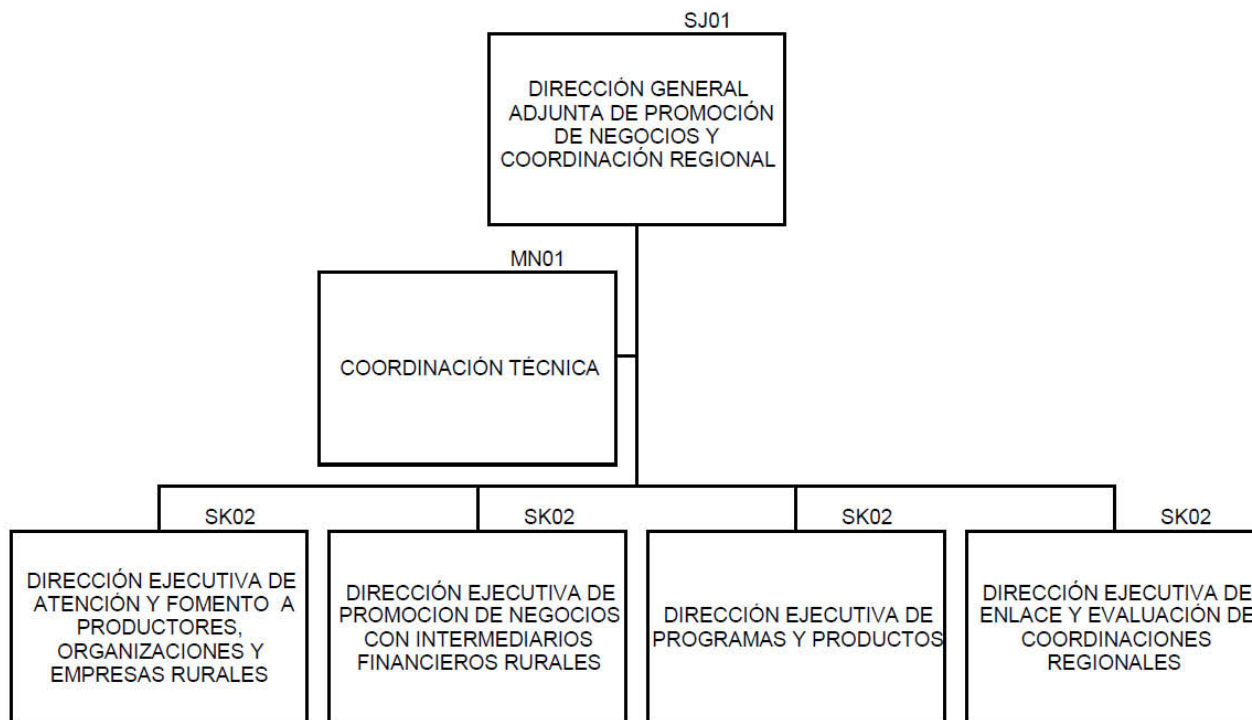 SJ01
DIRECCIÓN GENERAL
ADJUNTA DE PROMOCIÓN
DE NEGOCIOS Y
COORDINACIÓN REGIONAL
MN01
COORDINACIÓN TÉCNICA
SK02
DIRECCIÓN EJECUTIVA DE
ATENCIÓN Y FOMENTO A
PRODUCTORES,
ORGANIZACIONES Y
EMPRESAS RURALES
SK02
DIRECCIÓN EJECUTIVA DE
PROMOCION DE NEGOCIOS
CON INTERMEDIARIOS
FINANCIEROS RURALES
SK02
DIRECCIÓN EJECUTIVA DE
PROGRAMAS Y PRODUCTOS
SK02
DIRECCIÓN EJECUTIVA DE
ENLACE Y EVALUACIÓN DE
COORDINACIONES
REGIONALES